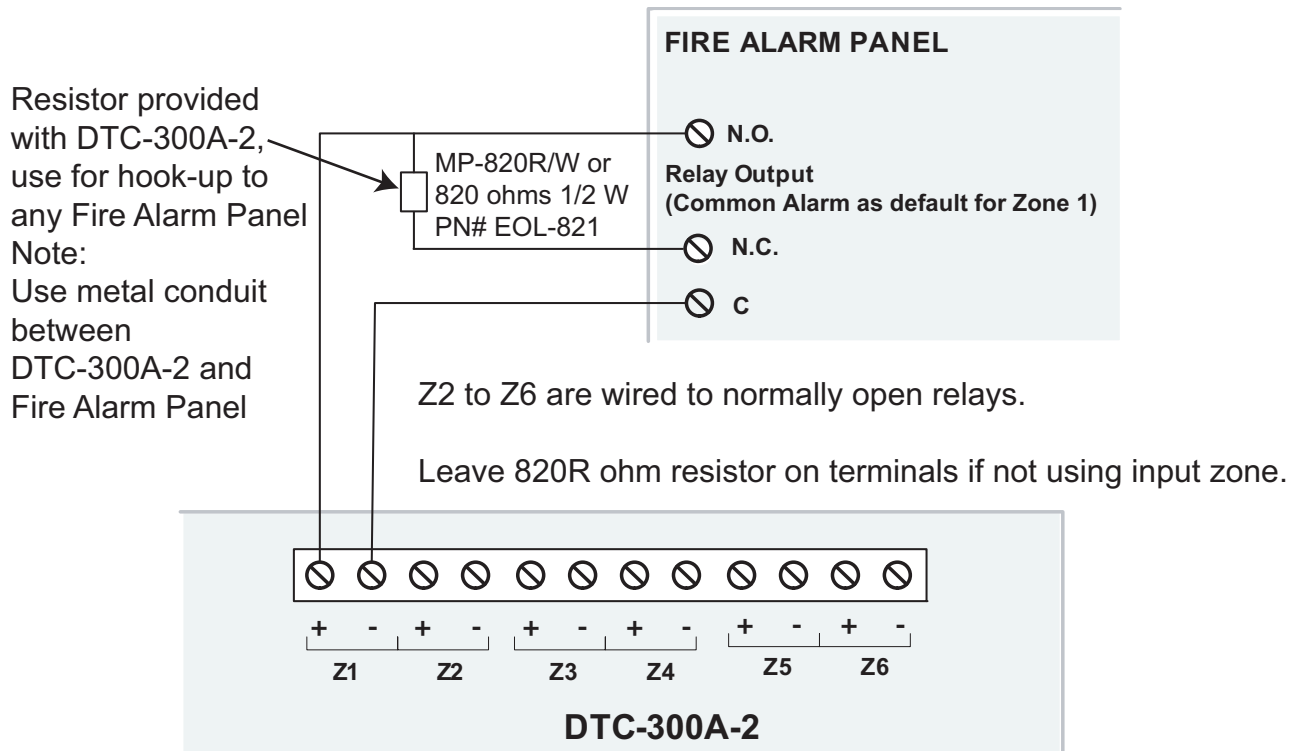 FIRE ALARM PANEL
Resistor provided
with DTC-300A-2,
use for hook-up to
any Fire Alarm Panel
Note:
Use metal conduit
between
DTC-300A-2 and
Fire Alarm Panel
MP-820R/W or
820 ohms 1/2 W
PN# EOL-821
N.O.
Relay Output
(Common Alarm as default for Zone 1)
N.C.
C
Z2 to Z6 are wired to normally open relays.
Leave 820R ohm resistor on terminals if not using input zone.
+ - + - + - + - + - + -
Z1 Z2 Z3 Z4 Z5 Z6
DTC-300A-2